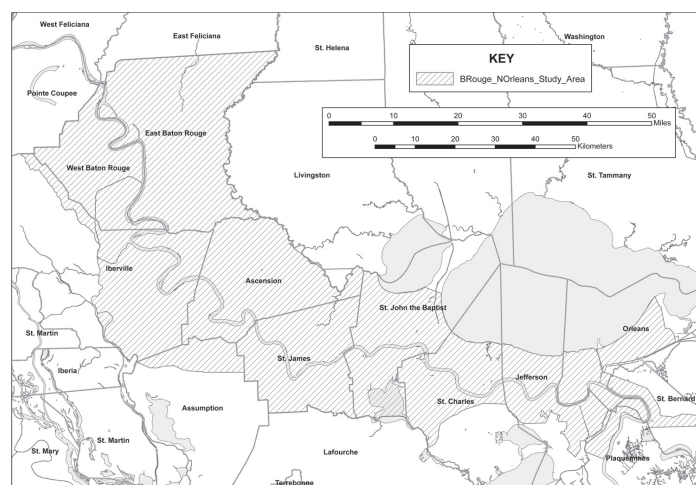 West Feliciana
East Feliciana
St. Helena
Washington
KEY
BRouge_NOrleans_Study_Area
Pointe Coupee
0 10 20 30 40 50
Miles
0 10 20 30 40 50
Kilometers
East Baton Rouge
West Baton Rouge
Livingston
St. Tammany
Iberville
Ascension
St. John the Baptist
St. Martin
Orleans
St. James
Iberia
Jefferson
Assumption
St. Charles
St. Bernard
St. Martin
St. Mary
Lafourche
Plaquemines
Terrebonne